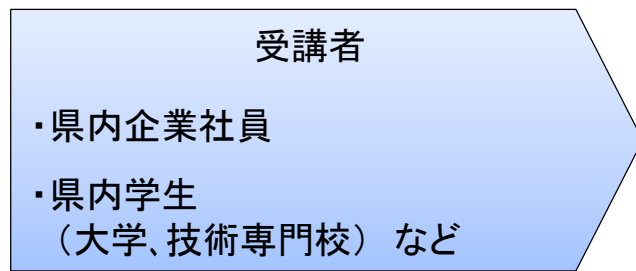 受講者
・県内企業社員
・県内学生
（大学、技術専門校） など